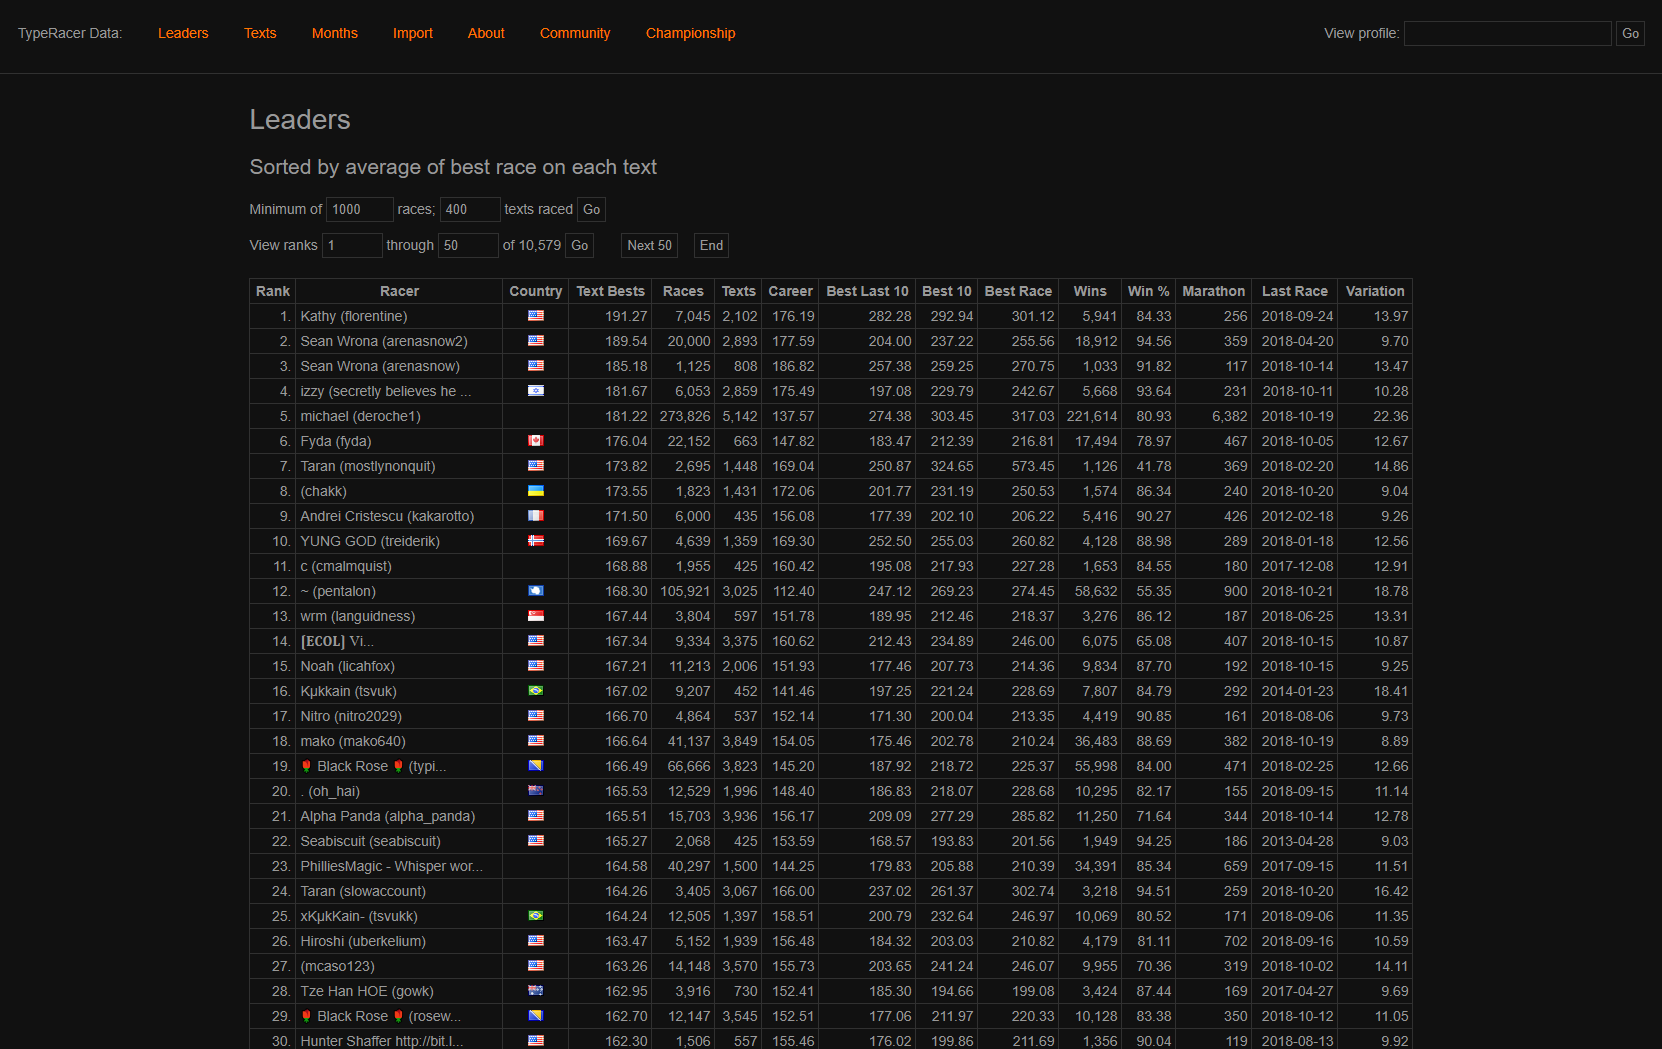 TypeRacer Data: Leaders Texts Months Import About Community Championship View profile: Go
Leaders
Sorted by average of best race on each text
Minimum of 1000 races; 400 texts raced Go
View ranks 1 through 50 of 10,579 Go Next 50 End
Rank Racer Country Text Bests Races Texts Career Best Last 10 Best 10 Best Race Wins Win % Marathon Last Race Variation
1. Kathy (florentine) 191.27 7,045 2,102 176.19 282.28 292.94 301.12 5,941 84.33 256 2018-09-24 13.97
2. Sean Wrona (arenasnow2) 189.54 20,000 2,893 177.59 204.00 237.22 255.56 18,912 94.56 359 2018-04-20 9.70
3. Sean Wrona (arenasnow) 185.18 1,125 808 186.82 257.38 259.25 270.75 1,033 91.82 117 2018-10-14 13.47
4. izzy (secretly believes he ... 181.67 6,053 2,859 175.49 197.08 229.79 242.67 5,668 93.64 231 2018-10-11 10.28
5. michael (deroche1) 181.22 273,826 5,142 137.57 274.38 303.45 317.03 221,614 80.93 6,382 2018-10-19 22.36
6. Fyda (fyda) 176.04 22,152 663 147.82 183.47 212.39 216.81 17,494 78.97 467 2018-10-05 12.67
7. Taran (mostlynonquit) 173.82 2,695 1,448 169.04 250.87 324.65 573.45 1,126 41.78 369 2018-02-20 14.86
8. (chakk) 173.55 1,823 1,431 172.06 201.77 231.19 250.53 1,574 86.34 240 2018-10-20 9.04
9. Andrei Cristescu (kakarotto) 171.50 6,000 435 156.08 177.39 202.10 206.22 5,416 90.27 426 2012-02-18 9.26
10. YUNG GOD (treiderik) 169.67 4,639 1,359 169.30 252.50 255.03 260.82 4,128 88.98 289 2018-01-18 12.56
11. c (cmalmquist) 168.88 1,955 425 160.42 195.08 217.93 227.28 1,653 84.55 180 2017-12-08 12.91
12. ~ (pentalon) 168.30 105,921 3,025 112.40 247.12 269.23 274.45 58,632 55.35 900 2018-10-21 18.78
13. wrm (languidness) 167.44 3,804 597 151.78 189.95 212.46 218.37 3,276 86.12 187 2018-06-25 13.31
14. [ECOL] Vi... 167.34 9,334 3,375 160.62 212.43 234.89 246.00 6,075 65.08 407 2018-10-15 10.87
15. Noah (licahfox) 167.21 11,213 2,006 151.93 177.46 207.73 214.36 9,834 87.70 192 2018-10-15 9.25
16. Kµkkain (tsvuk) 167.02 9,207 452 141.46 197.25 221.24 228.69 7,807 84.79 292 2014-01-23 18.41
17. Nitro (nitro2029) 166.70 4,864 537 152.14 171.30 200.04 213.35 4,419 90.85 161 2018-08-06 9.73
18. mako (mako640) 166.64 41,137 3,849 154.05 175.46 202.78 210.24 36,483 88.69 382 2018-10-19 8.89
19. 🌹 Black Rose 🌹 (typi... 166.49 66,666 3,823 145.20 187.92 218.72 225.37 55,998 84.00 471 2018-02-25 12.66
20. . (oh_hai) 165.53 12,529 1,996 148.40 186.83 218.07 228.68 10,295 82.17 155 2018-09-15 11.14
21. Alpha Panda (alpha_panda) 165.51 15,703 3,936 156.17 209.09 277.29 285.82 11,250 71.64 344 2018-10-14 12.78
22. Seabiscuit (seabiscuit) 165.27 2,068 425 153.59 168.57 193.83 201.56 1,949 94.25 186 2013-04-28 9.03
23. PhilliesMagic - Whisper wor... 164.58 40,297 1,500 144.25 179.83 205.88 210.39 34,391 85.34 659 2017-09-15 11.51
24. Taran (slowaccount) 164.26 3,405 3,067 166.00 237.02 261.37 302.74 3,218 94.51 259 2018-10-20 16.42
25. xKµkKain- (tsvukk) 164.24 12,505 1,397 158.51 200.79 232.64 246.97 10,069 80.52 171 2018-09-06 11.35
26. Hiroshi (uberkelium) 163.47 5,152 1,939 156.48 184.32 203.03 210.82 4,179 81.11 702 2018-09-16 10.59
27. (mcaso123) 163.26 14,148 3,570 155.73 203.65 241.24 246.07 9,955 70.36 319 2018-10-02 14.11
28. Tze Han HOE (gowk) 162.95 3,916 730 152.41 185.30 194.66 199.08 3,424 87.44 169 2017-04-27 9.69
29. 🌹 Black Rose 🌹 (rosew... 162.70 12,147 3,545 152.51 177.06 211.97 220.33 10,128 83.38 350 2018-10-12 11.05
30. Hunter Shaffer http://bit.l... 162.30 1,506 557 155.46 176.02 199.86 211.69 1,356 90.04 119 2018-08-13 9.92